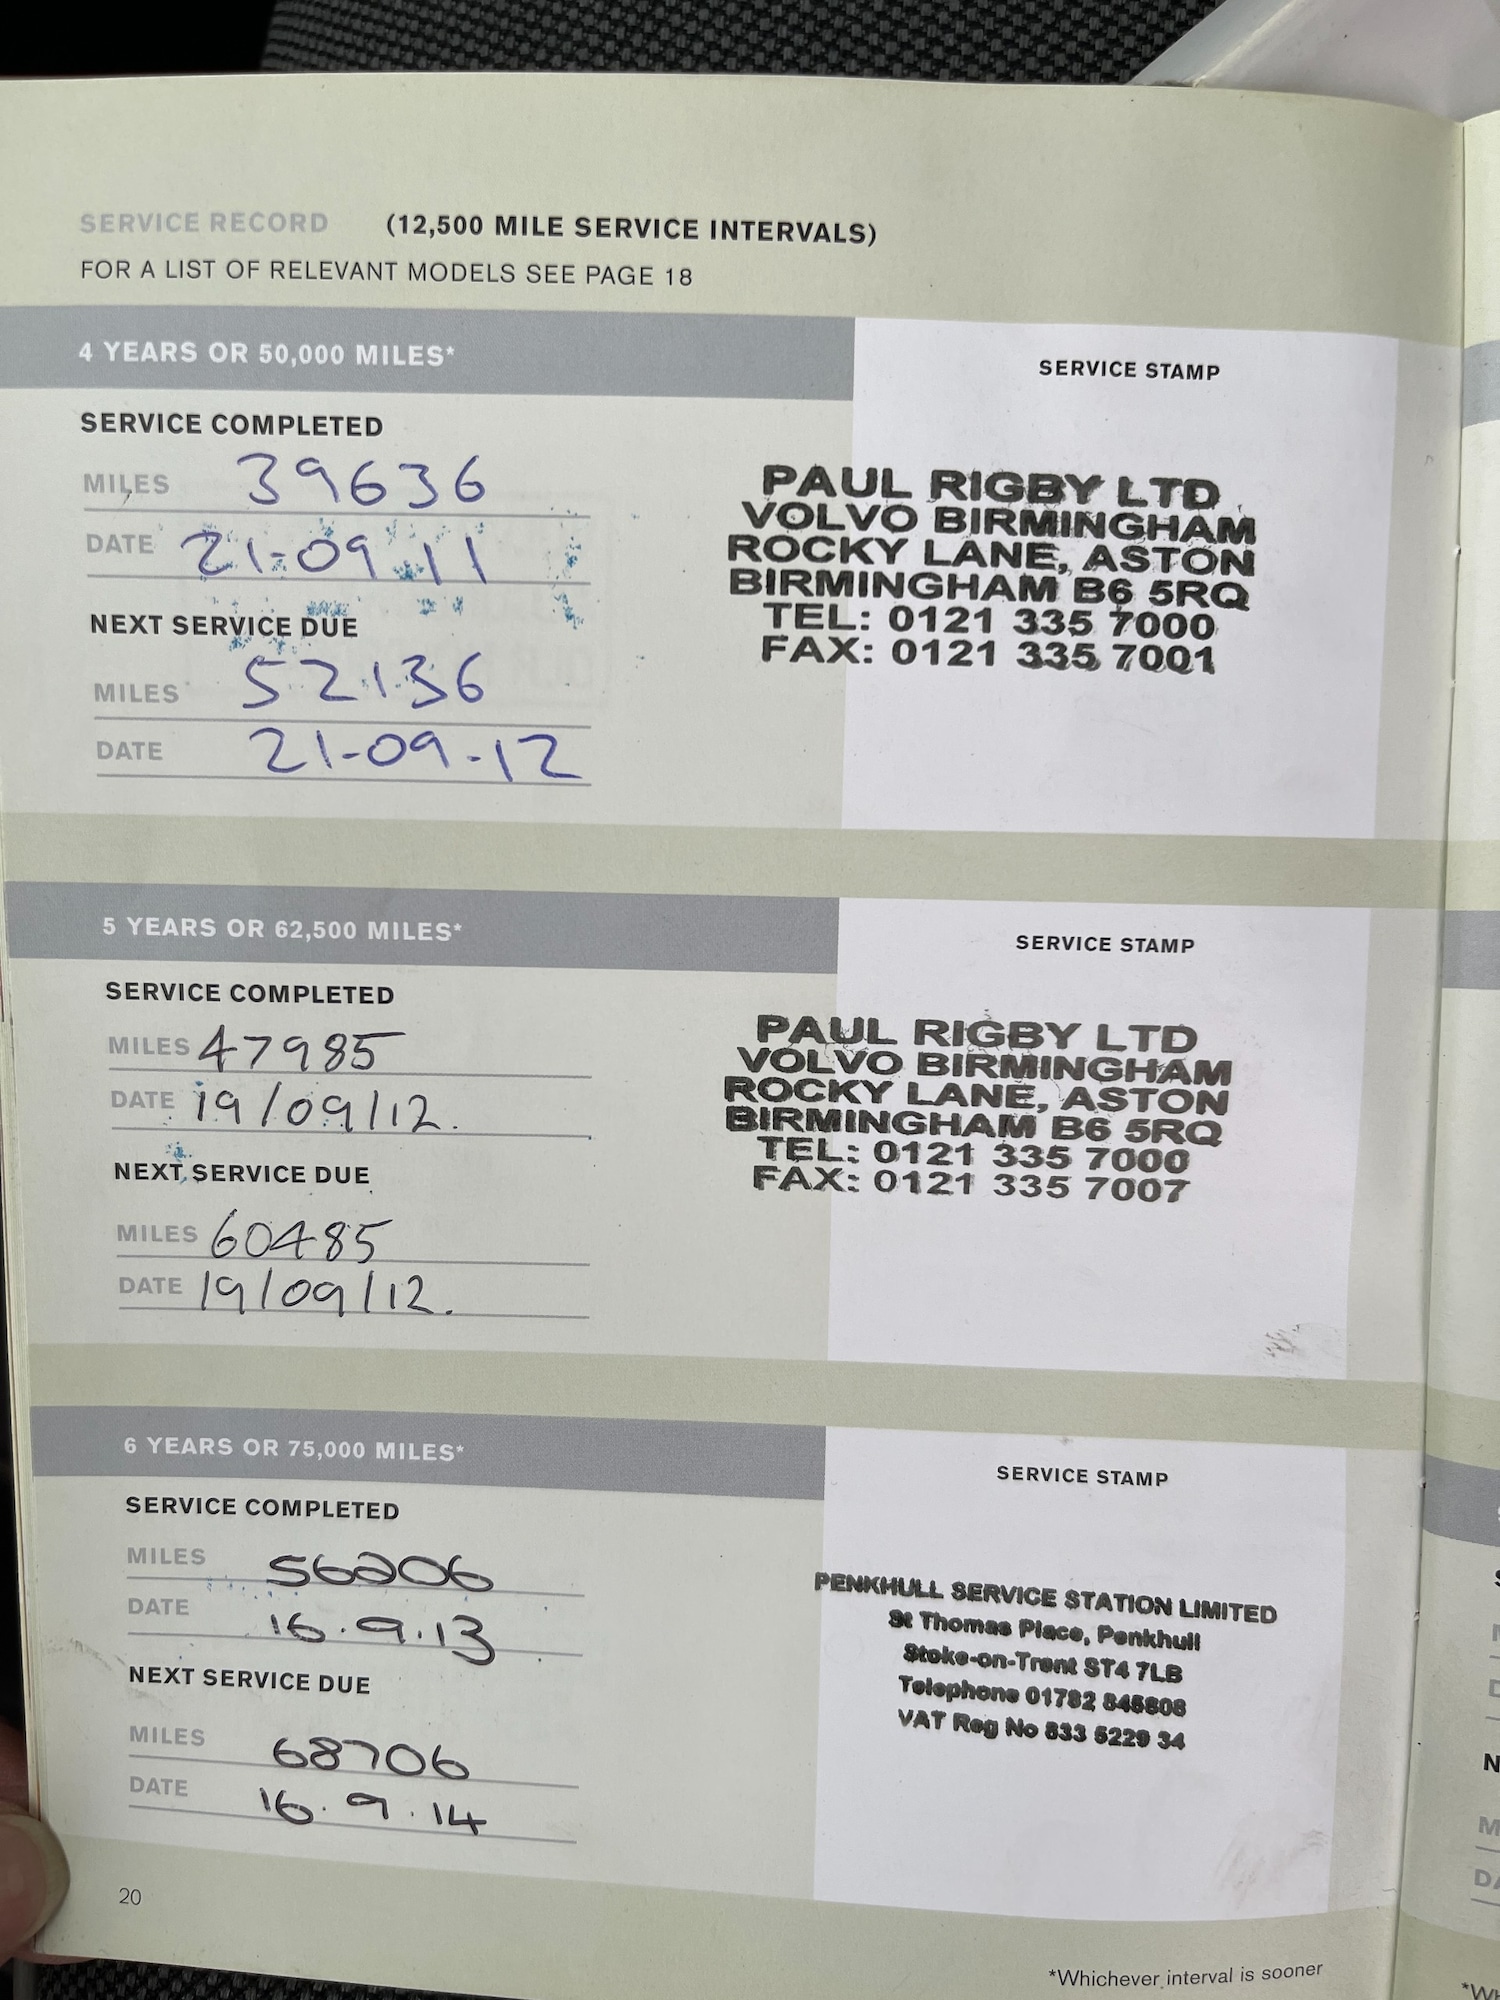 SERVICE RECORD (12,500 MILE SERVICE INTERVALS)
FOR A LIST OF RELEVANT MODELS SEE PAGE 18
4 YEARS OR 50,000 MILES*
SERVICE STAMP
SERVICE COMPLETED
MILES 39636
DATE 21-09-11
NEXT SERVICE DUE
MILES 52136
DATE 21-09-12
PAUL RIGBY LTD
VOLVO BIRMINGHAM
ROCKY LANE, ASTON
BIRMINGHAM B6 5RQ
TEL: 0121 335 7000
FAX: 0121 335 7001
5 YEARS OR 62,500 MILES*
SERVICE STAMP
SERVICE COMPLETED
MILES 47985
DATE 19/09/12.
NEXT SERVICE DUE
MILES 60485
DATE 19/09/12.
PAUL RIGBY LTD
VOLVO BIRMINGHAM
ROCKY LANE, ASTON
BIRMINGHAM B6 5RQ
TEL: 0121 335 7000
FAX: 0121 335 7007
6 YEARS OR 75,000 MILES*
SERVICE STAMP
SERVICE COMPLETED
MILES 56206
DATE 16.9.13
NEXT SERVICE DUE
MILES 68706
DATE 16.9.14
PENKHULL SERVICE STATION LIMITED
St Thomas Place, Penkhull
Stoke-on-Trent ST4 7LB
Telephone 01782 845808
VAT Reg No 833 5229 34
20
*Whichever interval is sooner